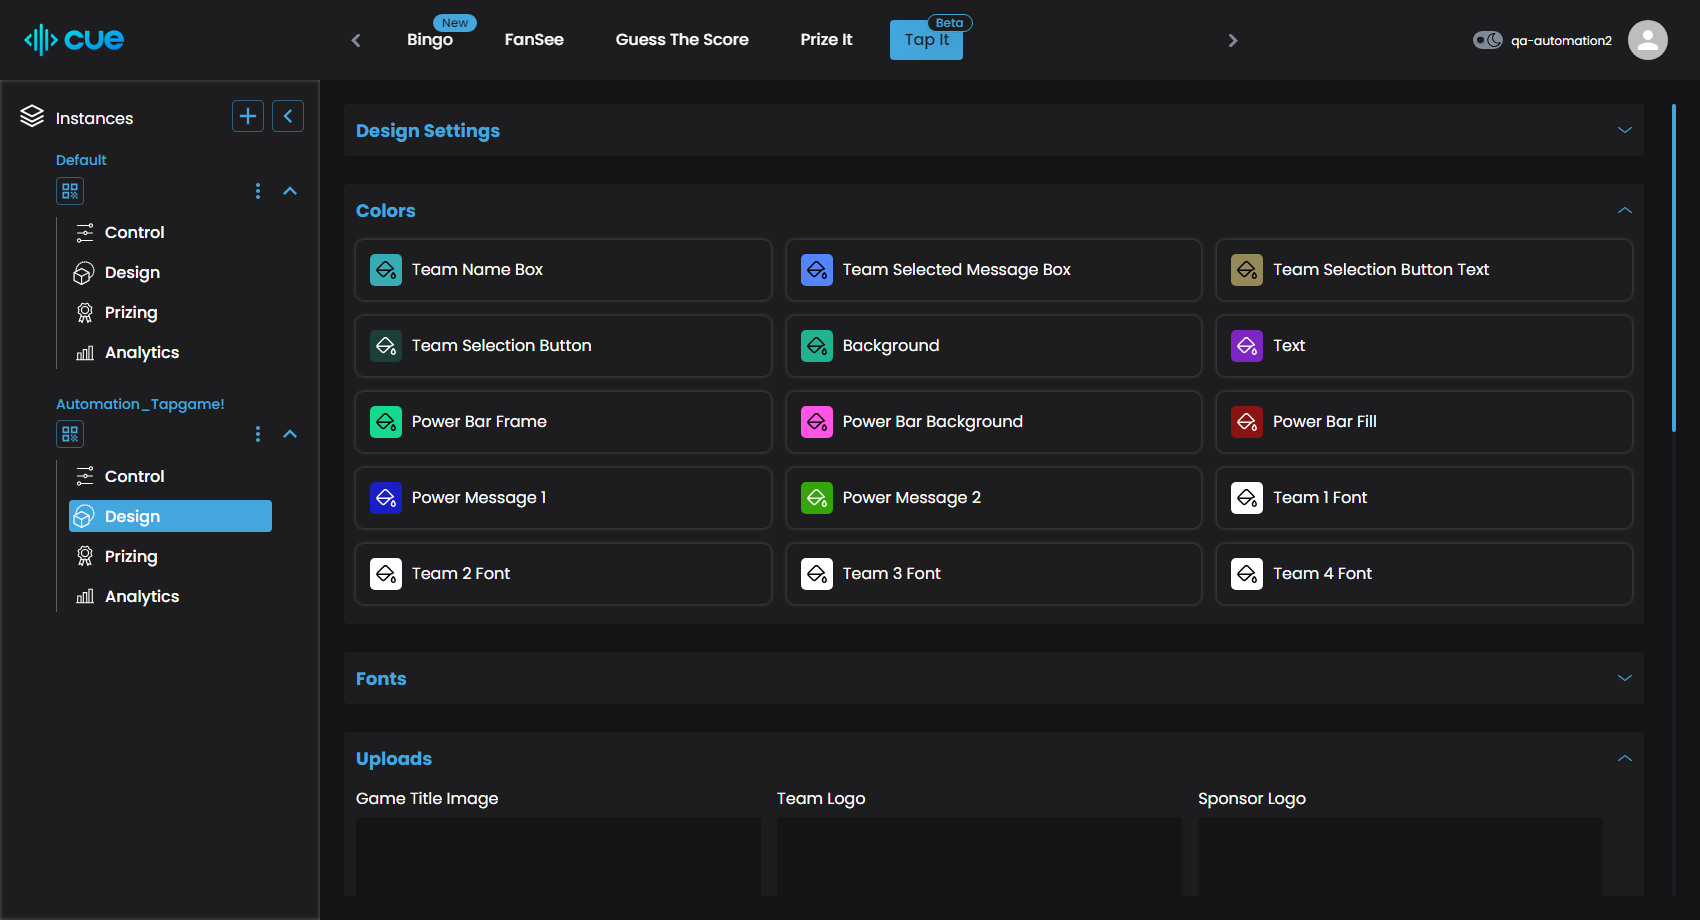 cue
Bingo
New
FanSee
Guess The Score
Prize It
Tap It
Beta
qa-automation2
Instances
Default
Control
Design
Prizing
Analytics
Automation_Tapgame!
Control
Design
Prizing
Analytics
Design Settings
Colors
Team Name Box
Team Selected Message Box
Team Selection Button Text
Team Selection Button
Background
Text
Power Bar Frame
Power Bar Background
Power Bar Fill
Power Message 1
Power Message 2
Team 1 Font
Team 2 Font
Team 3 Font
Team 4 Font
Fonts
Uploads
Game Title Image
Team Logo
Sponsor Logo